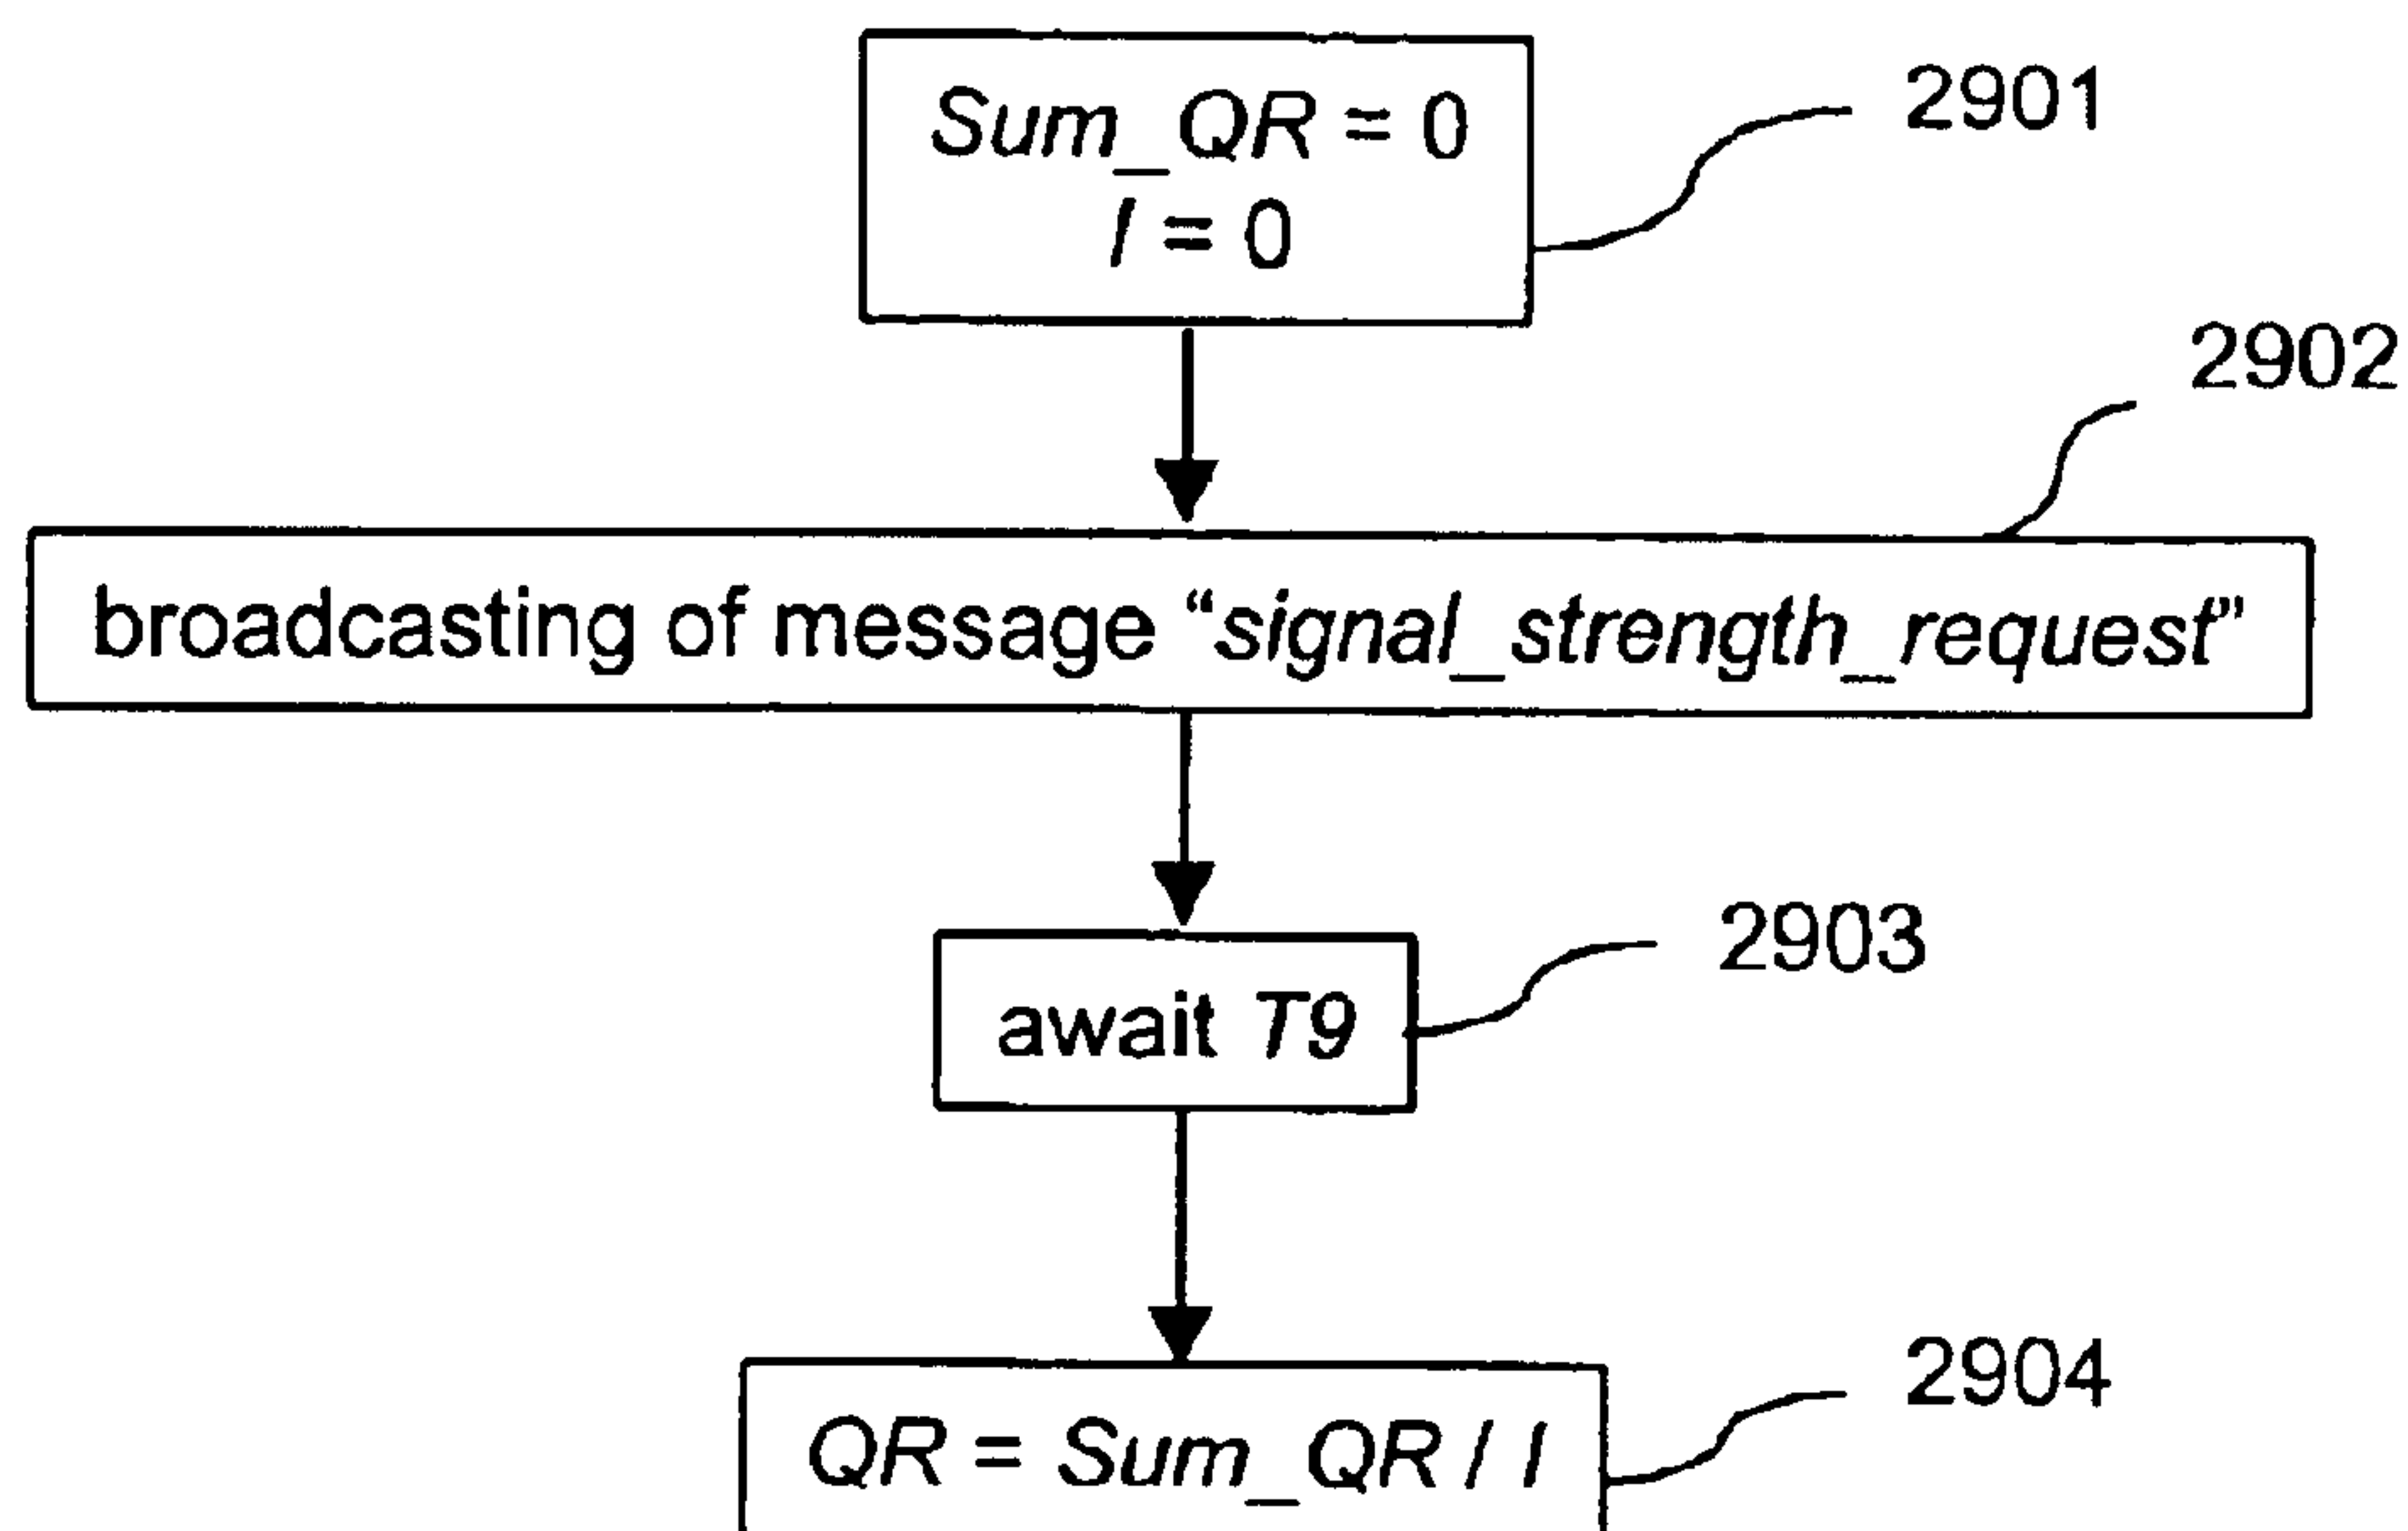 Sum_QR = 0
I = 0
2901
2902
broadcasting of message “signal_strength_request”
2903
await T9
2904
QR = Sum_QR / I